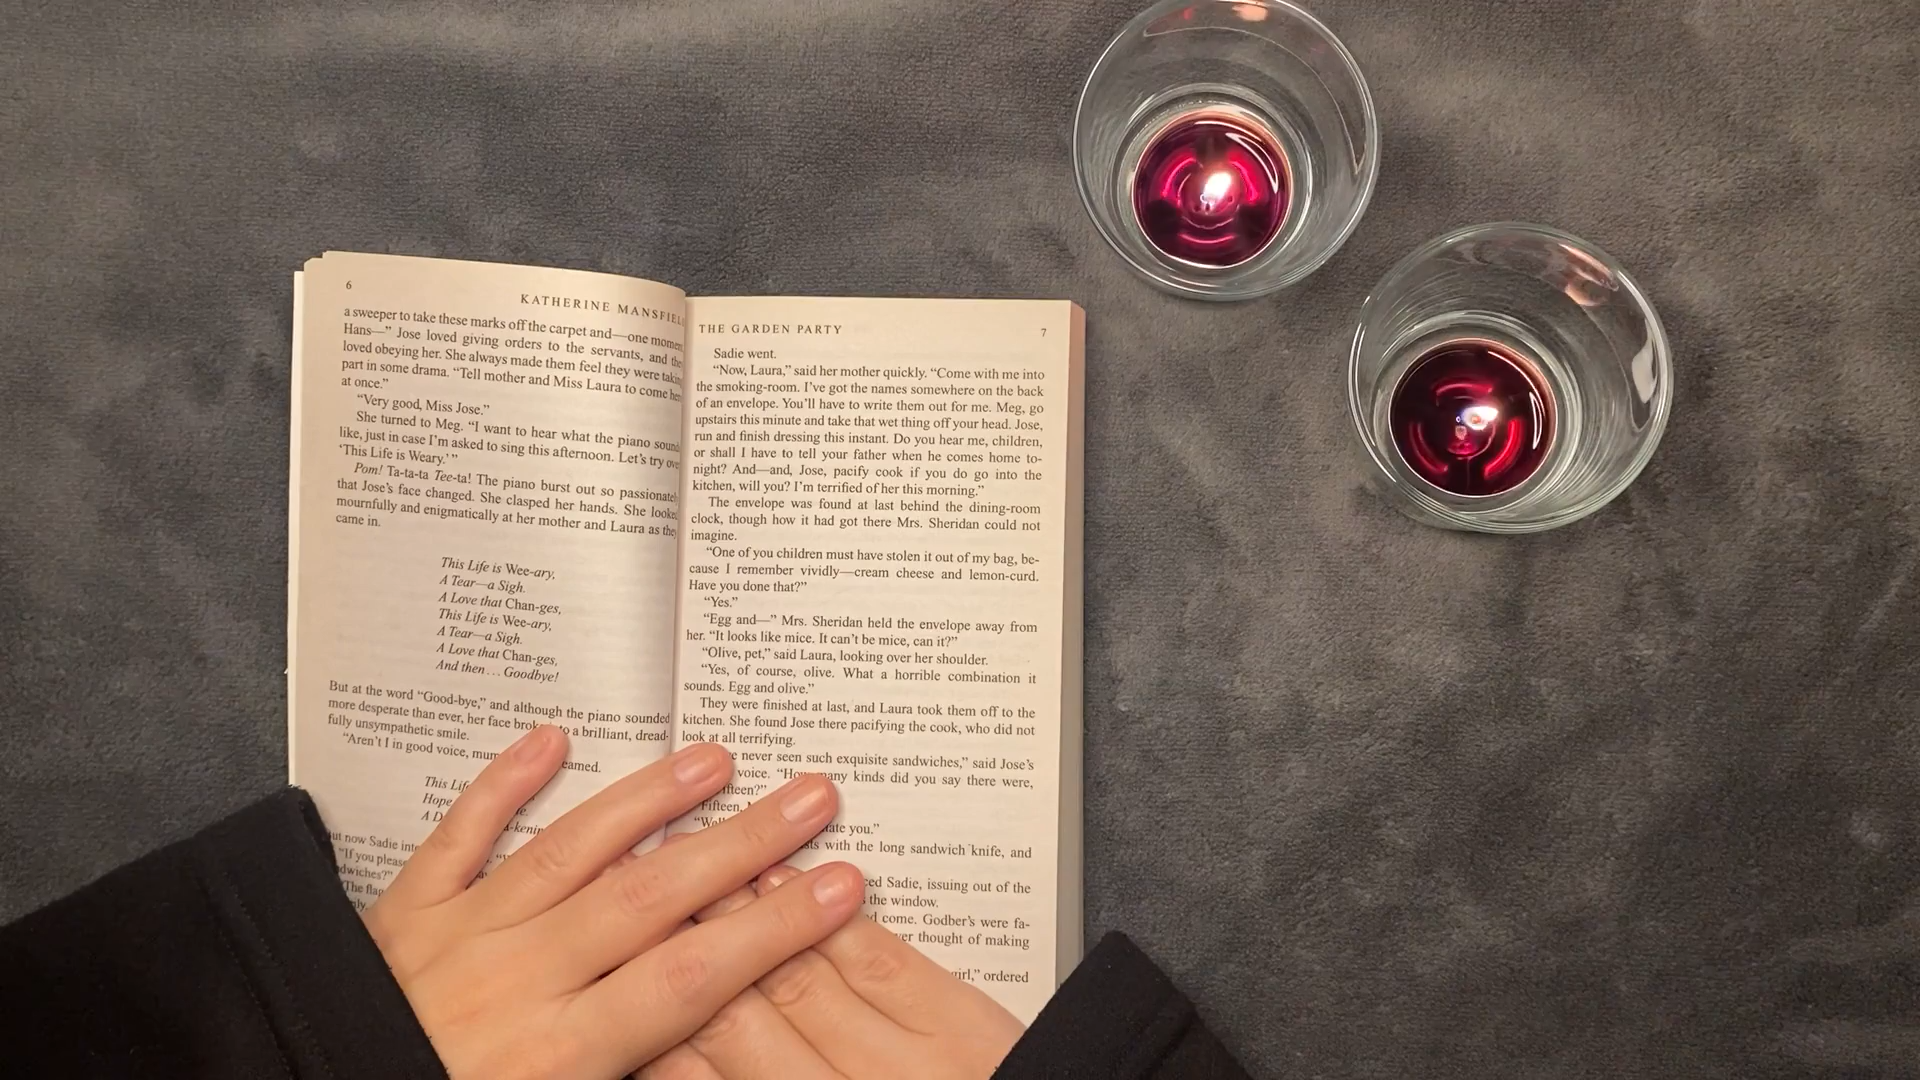 6
KATHERINE MANSFIEL
a sweeper to take these marks off the carpet and—one momen
Hans—” Jose loved giving orders to the servants, and the
loved obeying her. She always made them feel they were takin
part in some drama. “Tell mother and Miss Laura to come her
at once.”
“Very good, Miss Jose.”
She turned to Meg. “I want to hear what the piano sound
like, just in case I’m asked to sing this afternoon. Let’s try ove
‘This Life is Weary.’ ”
Pom! Ta-ta-ta Tee-ta! The piano burst out so passionatel
that Jose’s face changed. She clasped her hands. She looke
mournfully and enigmatically at her mother and Laura as they
came in.
This Life is Wee-ary,
A Tear—a Sigh.
A Love that Chan-ges,
This Life is Wee-ary,
A Tear—a Sigh.
A Love that Chan-ges,
And then . . . Goodbye!
But at the word “Good-bye,” and although the piano sounded
more desperate than ever, her face brok to a brilliant, dread-
fully unsympathetic smile.
“Aren’t I in good voice, mum eamed.
This Lif
Hope
A D -kenin
ut now Sadie inte
“If you please
dwiches?”
The flag
THE GARDEN PARTY
7
Sadie went.
“Now, Laura,” said her mother quickly. “Come with me into
the smoking-room. I’ve got the names somewhere on the back
of an envelope. You’ll have to write them out for me. Meg, go
upstairs this minute and take that wet thing off your head. Jose,
run and finish dressing this instant. Do you hear me, children,
or shall I have to tell your father when he comes home to-
night? And—and, Jose, pacify cook if you do go into the
kitchen, will you? I’m terrified of her this morning.”
The envelope was found at last behind the dining-room
clock, though how it had got there Mrs. Sheridan could not
imagine.
“One of you children must have stolen it out of my bag, be-
cause I remember vividly—cream cheese and lemon-curd.
Have you done that?”
“Yes.”
“Egg and—” Mrs. Sheridan held the envelope away from
her. “It looks like mice. It can’t be mice, can it?”
“Olive, pet,” said Laura, looking over her shoulder.
“Yes, of course, olive. What a horrible combination it
sounds. Egg and olive.”
They were finished at last, and Laura took them off to the
kitchen. She found Jose there pacifying the cook, who did not
look at all terrifying.
never seen such exquisite sandwiches,” said Jose’s
voice. “How many kinds did you say there were,
ifteen?”
Fifteen,
“Wel ate you.”
with the long sandwich knife, and
ed Sadie, issuing out of the
the window.
come. Godber’s were fa-
ver thought of making
girl,” ordered